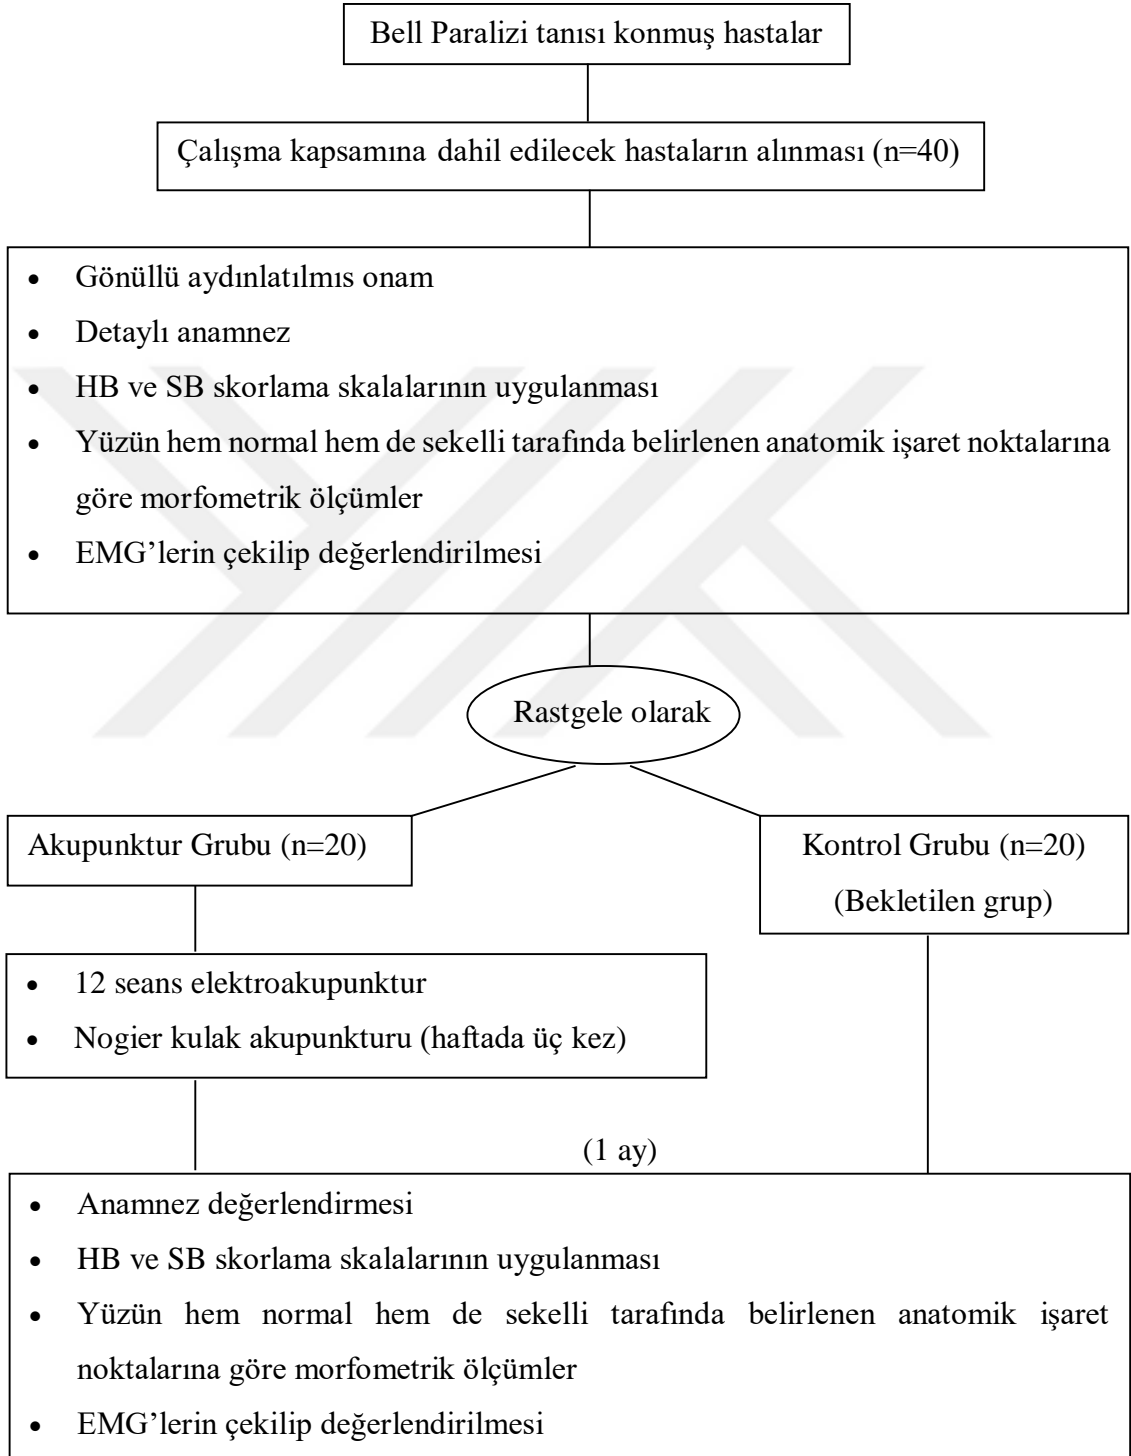 Bell Paralizi tanısı konmuş hastalar
Çalışma kapsamına dahil edilecek hastaların alınması (n=40)
• Gönüllü aydınlatılmıs onam
• Detaylı anamnez
• HB ve SB skorlama skalalarının uygulanması
• Yüzün hem normal hem de sekelli tarafında belirlenen anatomik işaret noktalarına
göre morfometrik ölçümler
• EMG’lerin çekilip değerlendirilmesi
Rastgele olarak
Akupunktur Grubu (n=20)
Kontrol Grubu (n=20)
(Bekletilen grup)
• 12 seans elektroakupunktur
• Nogier kulak akupunkturu (haftada üç kez)
(1 ay)
• Anamnez değerlendirmesi
• HB ve SB skorlama skalalarının uygulanması
• Yüzün hem normal hem de sekelli tarafında belirlenen anatomik işaret
noktalarına göre morfometrik ölçümler
• EMG’lerin çekilip değerlendirilmesi